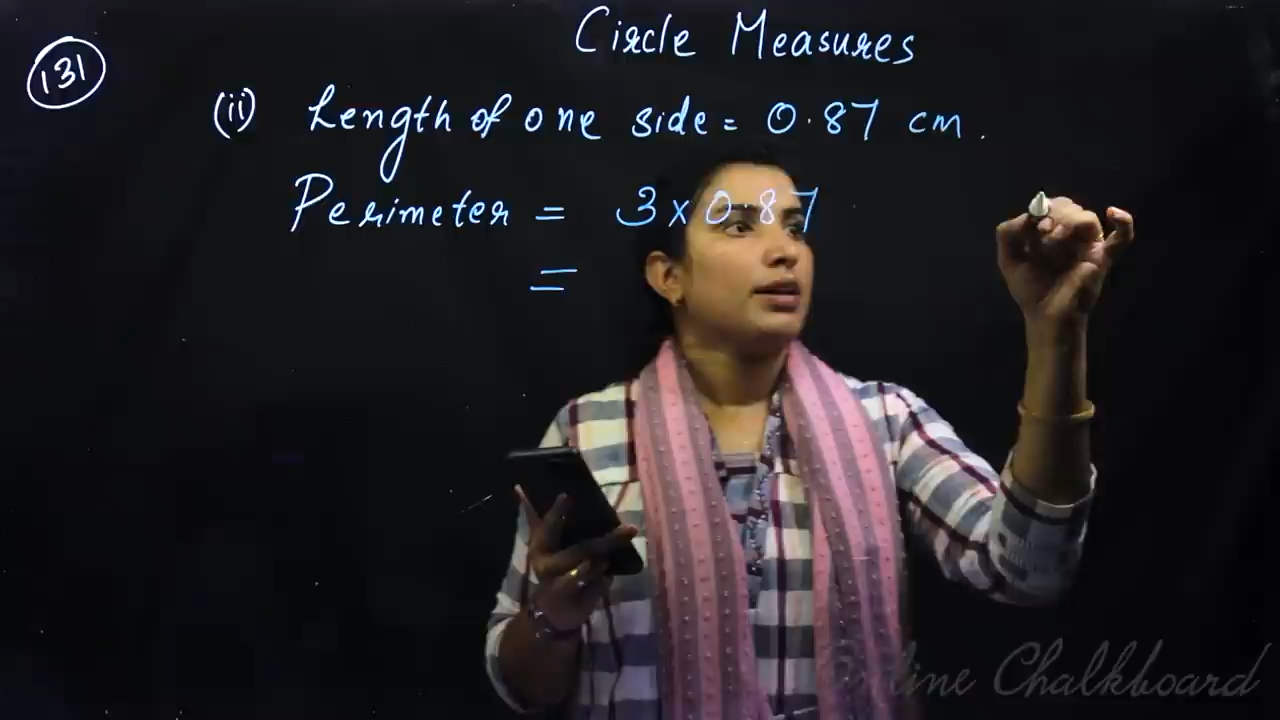 Circle Measures
131
(ii) Length of one side = 0.87 cm.
Perimeter = 3 x 0.87
=
Online Chalkboard